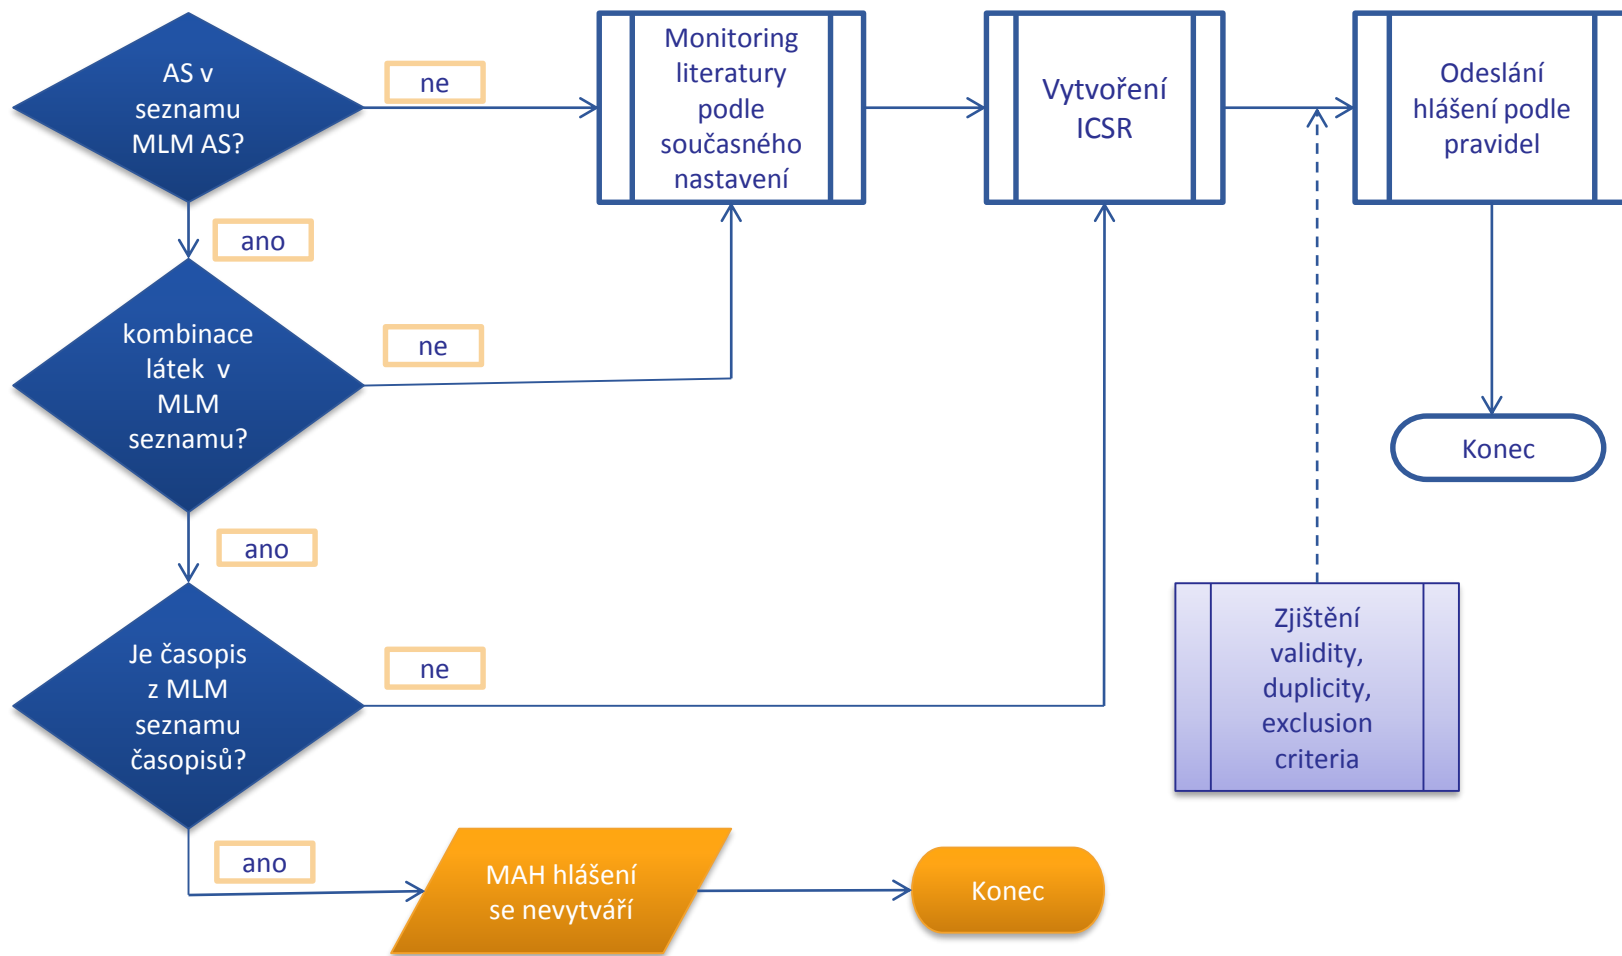 AS v
seznamu
MLM AS?
ne
Monitoring
literatury
podle
současného
nastavení
Vytvoření
ICSR
Odeslání
hlášení podle
pravidel
ano
kombinace
látek v
MLM
seznamu?
ne
Konec
ano
Je časopis
z MLM
seznamu
časopisů?
ne
Zjištění
validity,
duplicity,
exclusion
criteria
ano
MAH hlášení
se nevytváří
Konec